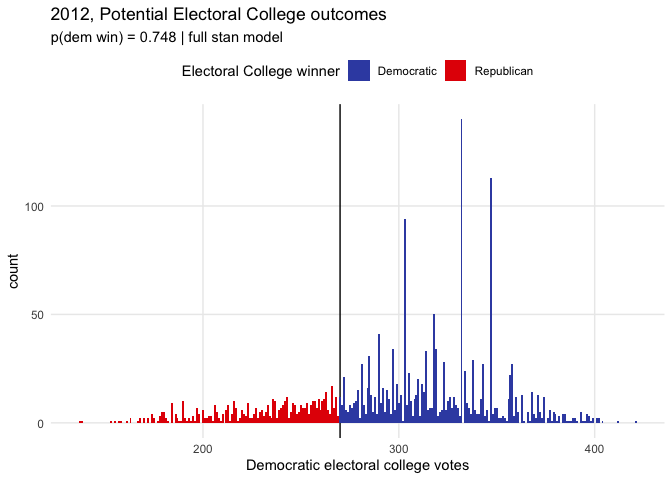 2012, Potential Electoral College outcomes
p(dem win) = 0.748 | full stan model
Electoral College winner Democratic Republican
count
100
50
0
200 300 400
Democratic electoral college votes